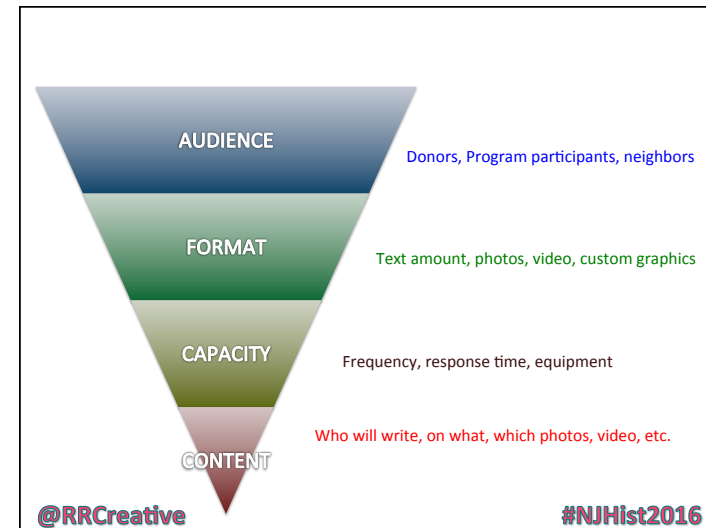 AUDIENCE
Donors, Program participants, neighbors
FORMAT
Text amount, photos, video, custom graphics
CAPACITY
Frequency, response time, equipment
Who will write, on what, which photos, video, etc.
CONTENT
@RRCreative
#NJHist2016